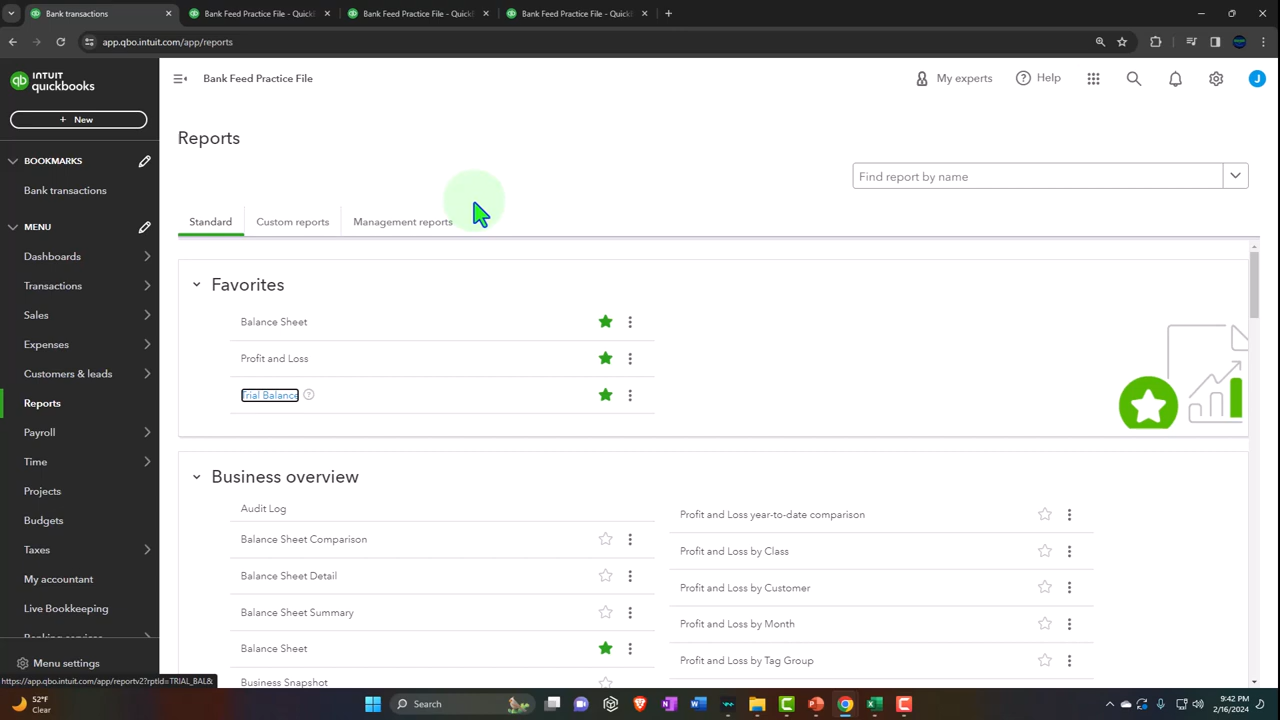 Bank transactions
Bank Feed Practice File - QuickB
Bank Feed Practice File - QuickB
Bank Feed Practice File - QuickB
app.qbo.intuit.com/app/reports
INTUIT
quickbooks
Bank Feed Practice File
My experts
Help
J
+ New
BOOKMARKS
Bank transactions
MENU
Dashboards
Transactions
Sales
Expenses
Customers & leads
Reports
Payroll
Time
Projects
Budgets
Taxes
My accountant
Live Bookkeeping
Banking services
Menu settings
https://app.qbo.intuit.com/app/reportv2?rptId=TRIAL_BAL&
Reports
Find report by name
Standard
Custom reports
Management reports
Favorites
Balance Sheet
Profit and Loss
Trial Balance
Business overview
Audit Log
Balance Sheet Comparison
Balance Sheet Detail
Balance Sheet Summary
Balance Sheet
Business Snapshot
Profit and Loss year-to-date comparison
Profit and Loss by Class
Profit and Loss by Customer
Profit and Loss by Month
Profit and Loss by Tag Group
52°F
Clear
Search
9:42 PM
2/16/2024